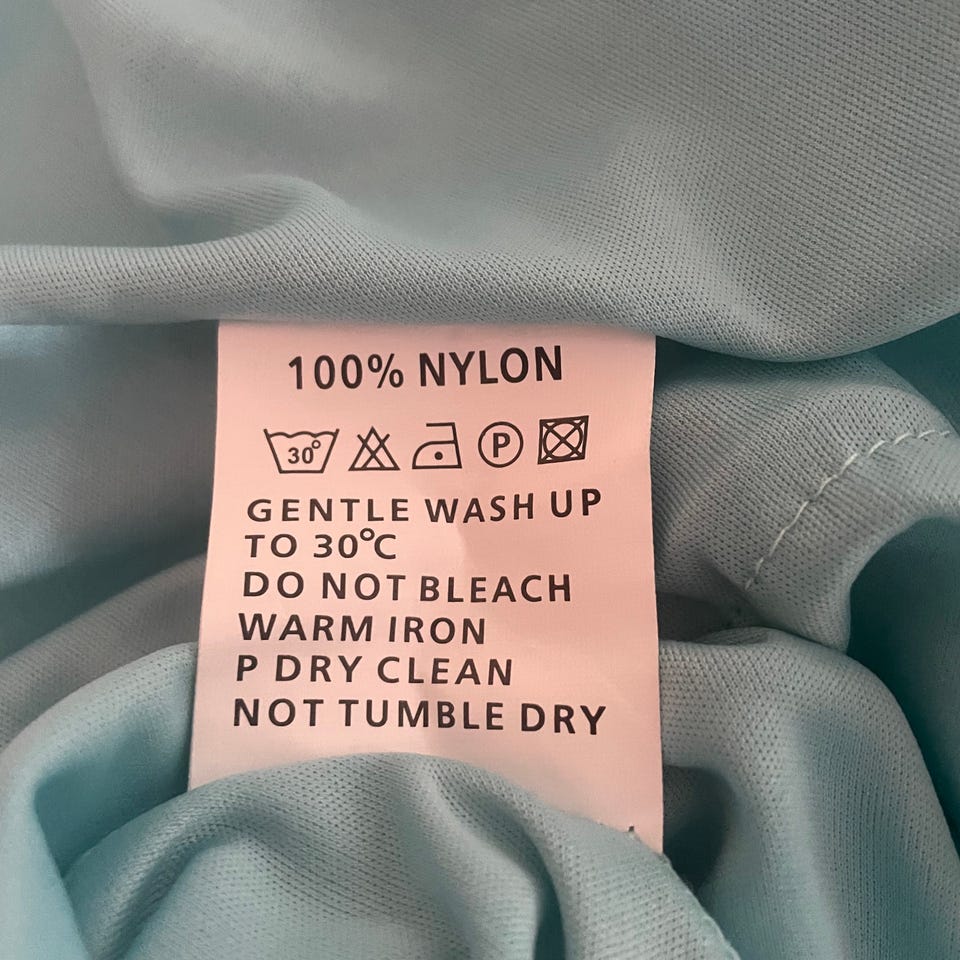 100% NYLON
30° P
GENTLE WASH UP
TO 30°C
DO NOT BLEACH
WARM IRON
P DRY CLEAN
NOT TUMBLE DRY